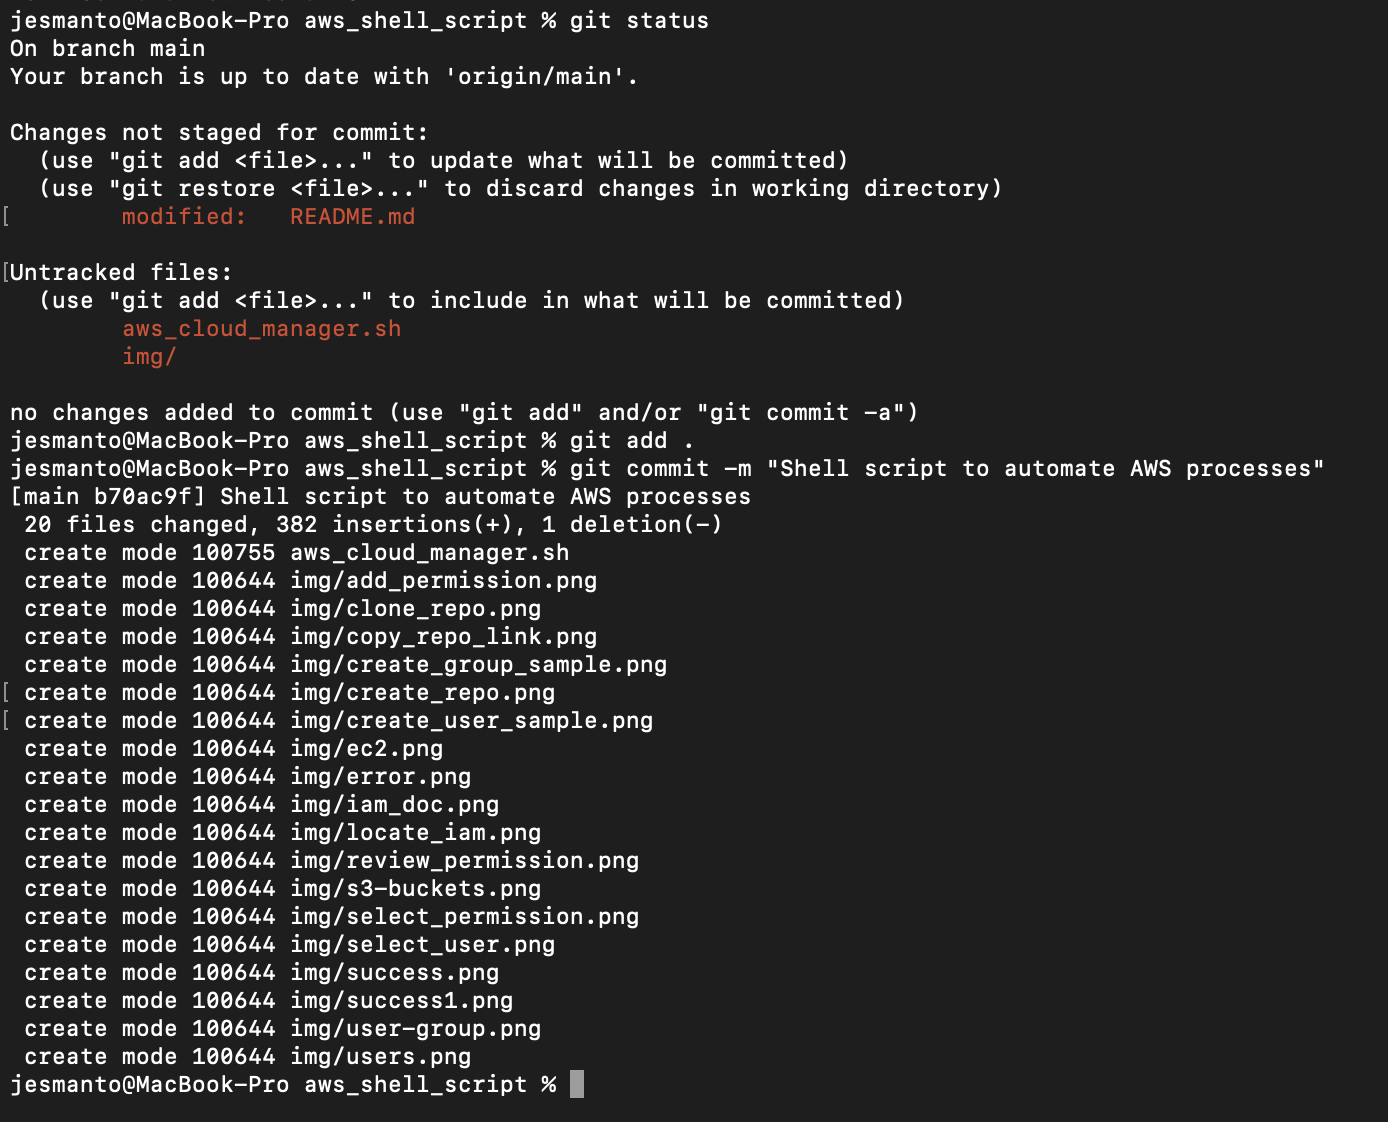 jesmanto@MacBook-Pro aws_shell_script % git status
On branch main
Your branch is up to date with 'origin/main'.

Changes not staged for commit:
  (use "git add <file>..." to update what will be committed)
  (use "git restore <file>..." to discard changes in working directory)
[        modified:   README.md

[Untracked files:
  (use "git add <file>..." to include in what will be committed)
        aws_cloud_manager.sh
        img/

no changes added to commit (use "git add" and/or "git commit -a")
jesmanto@MacBook-Pro aws_shell_script % git add .
jesmanto@MacBook-Pro aws_shell_script % git commit -m "Shell script to automate AWS processes"
[main b70ac9f] Shell script to automate AWS processes
 20 files changed, 382 insertions(+), 1 deletion(-)
 create mode 100755 aws_cloud_manager.sh
 create mode 100644 img/add_permission.png
 create mode 100644 img/clone_repo.png
 create mode 100644 img/copy_repo_link.png
 create mode 100644 img/create_group_sample.png
[ create mode 100644 img/create_repo.png
[ create mode 100644 img/create_user_sample.png
 create mode 100644 img/ec2.png
 create mode 100644 img/error.png
 create mode 100644 img/iam_doc.png
 create mode 100644 img/locate_iam.png
 create mode 100644 img/review_permission.png
 create mode 100644 img/s3-buckets.png
 create mode 100644 img/select_permission.png
 create mode 100644 img/select_user.png
 create mode 100644 img/success.png
 create mode 100644 img/success1.png
 create mode 100644 img/user-group.png
 create mode 100644 img/users.png
jesmanto@MacBook-Pro aws_shell_script %